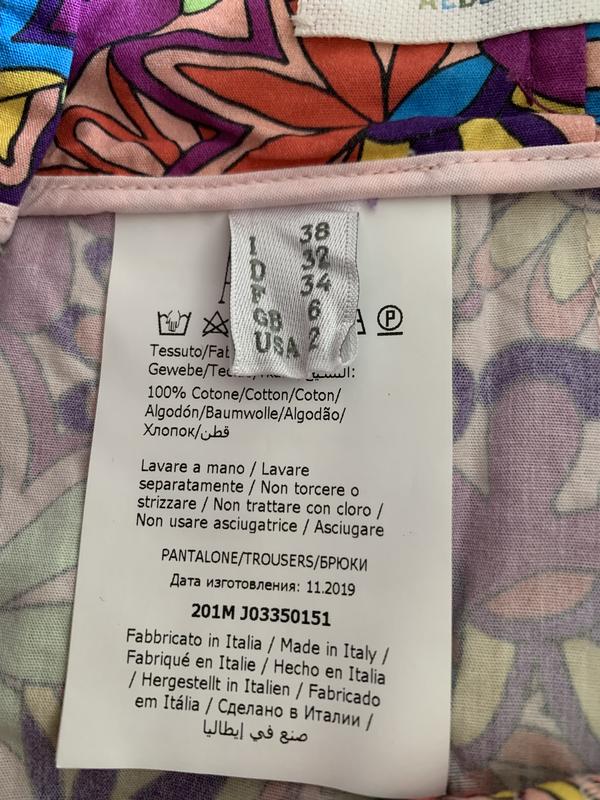 I 38
D 32
F 34
GB 6
USA 2
P
Gewebe/
100% Cotone/Cotton/Coton/
Algodón/Baumwolle/Algodão/
Хлопок/قطن
Lavare a mano / Lavare
separatamente / Non torcere o
strizzare / Non trattare con cloro /
Non usare asciugatrice / Asciugare
PANTALONE/TROUSERS/БРЮКИ
Дата изготовления: 11.2019
201M J03350151
Fabbricato in Italia / Made in Italy /
Fabriqué en Italie / Hecho en Italia
/ Hergestellt in Italien / Fabricado
em Itália / Сделано в Италии /
صنع في إيطاليا